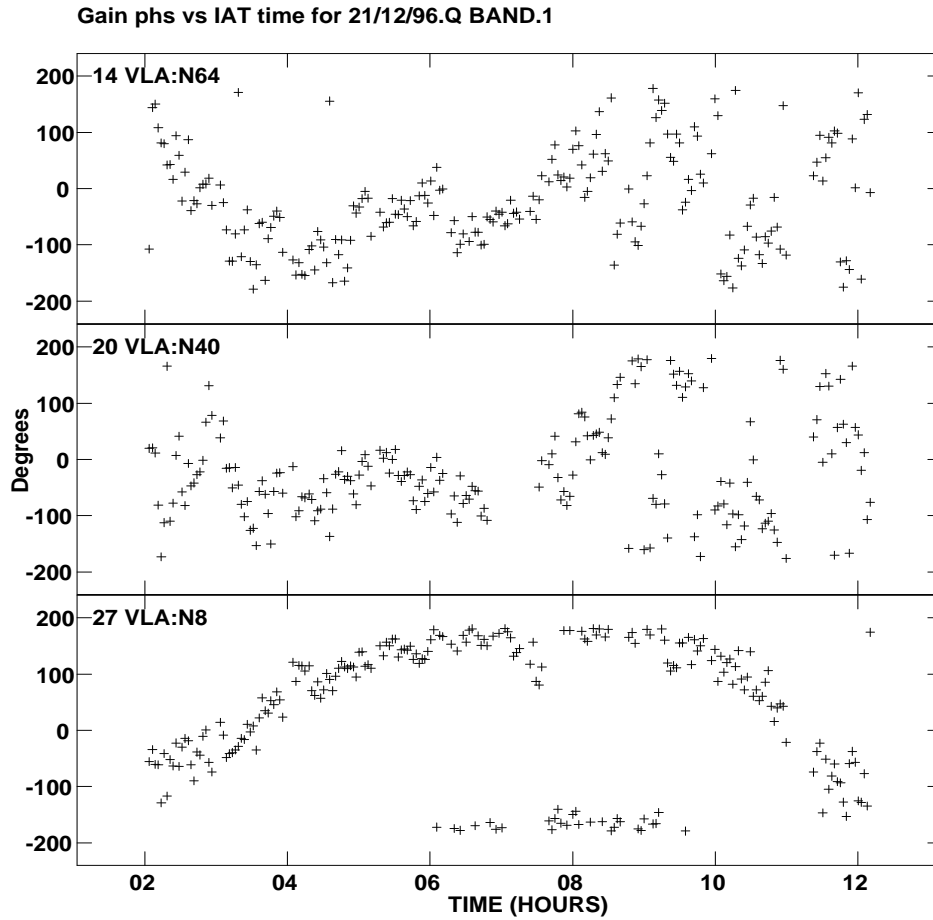 Gain phs vs IAT time for 21/12/96.Q BAND.1
14 VLA:N64
200
100
0
-100
-200
20 VLA:N40
200
100
0
-100
-200
Degrees
27 VLA:N8
200
100
0
-100
-200
02 04 06 08 10 12
TIME (HOURS)